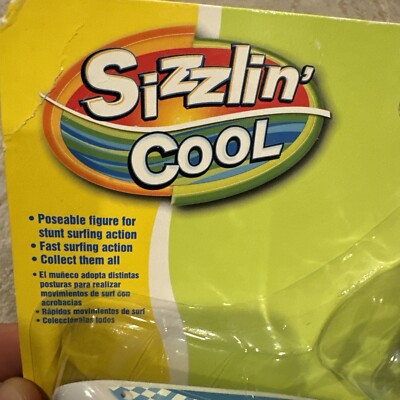 Sizzlin'
COOL
• Poseable figure for
stunt surfing action
• Fast surfing action
• Collect them all
• El muñeco adopta distintas
posturas para realizar
movimientos de surf con
acrobacias
• Rápidos movimientos de surf
• Colecciónalos todos